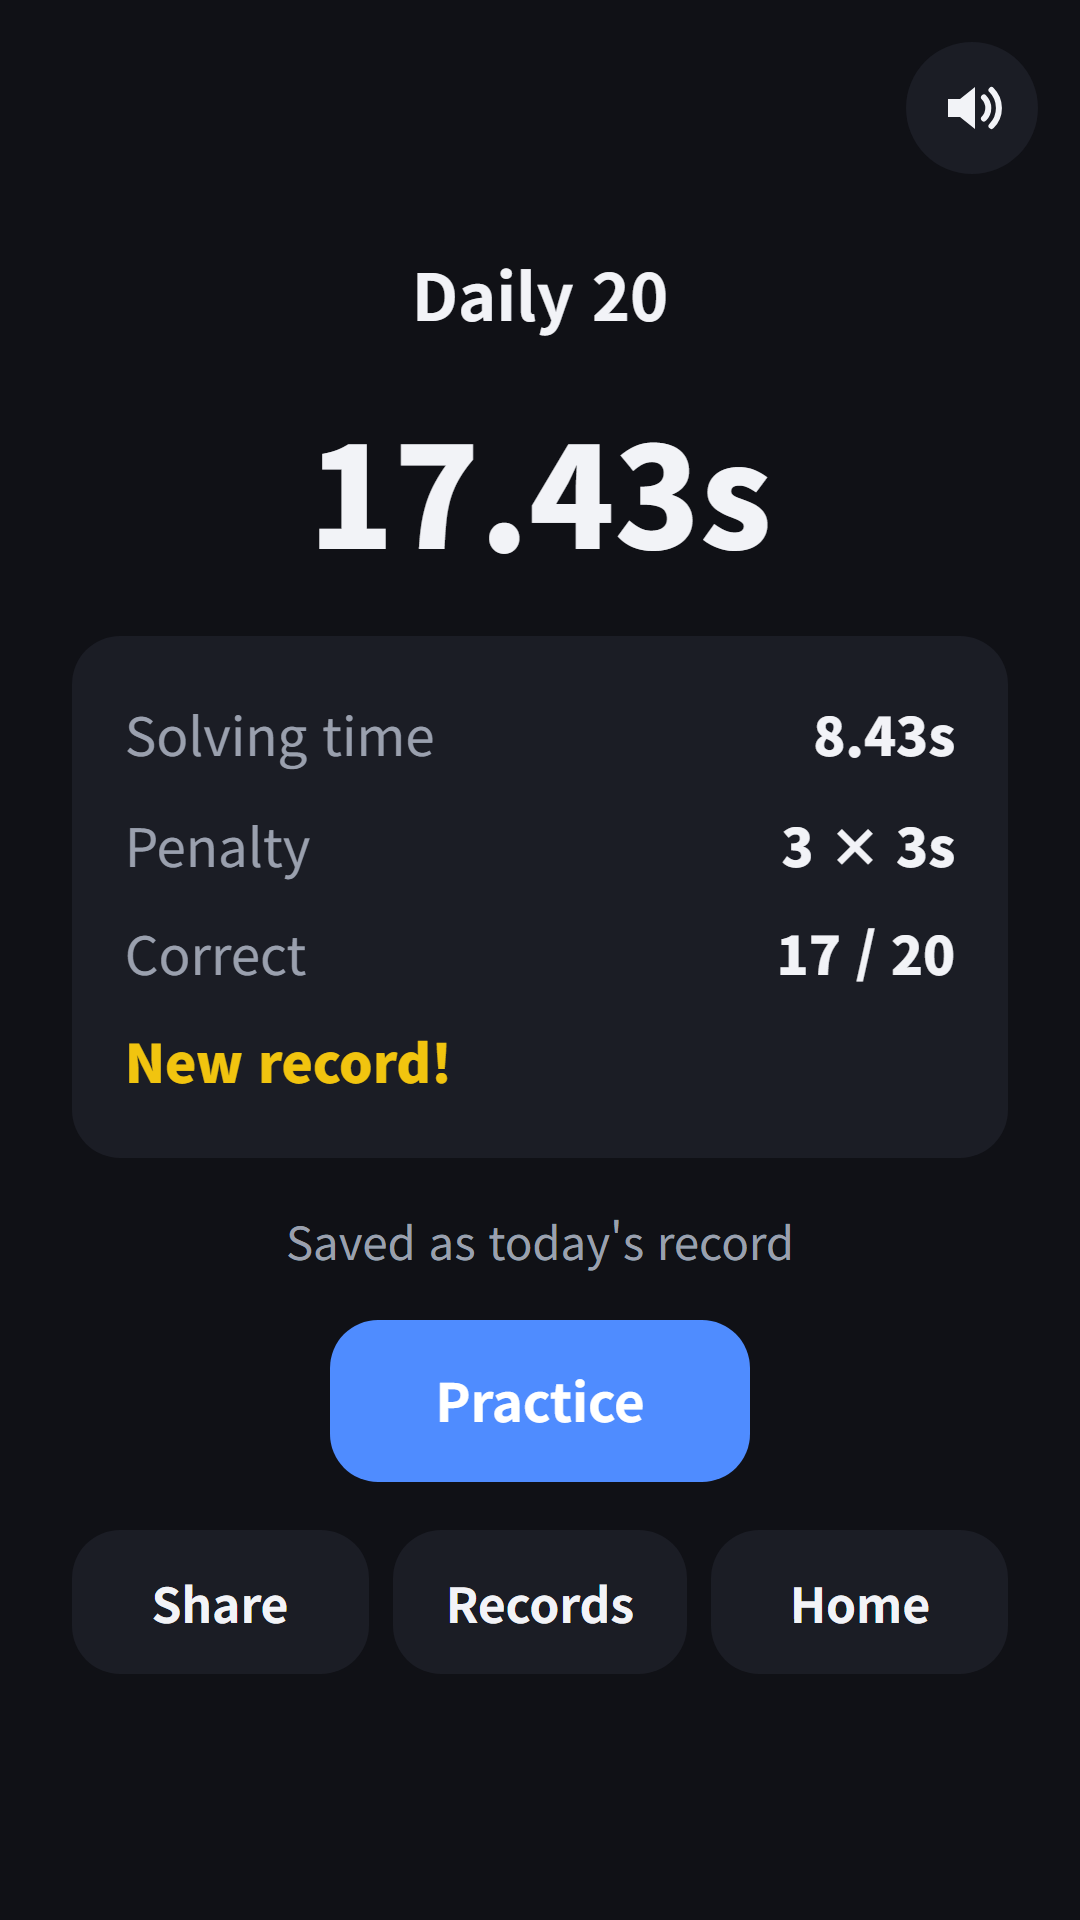 Daily 20
17.43s
Solving time 8.43s
Penalty 3 × 3s
Correct 17 / 20
New record!
Saved as today's record
Practice
Share Records Home